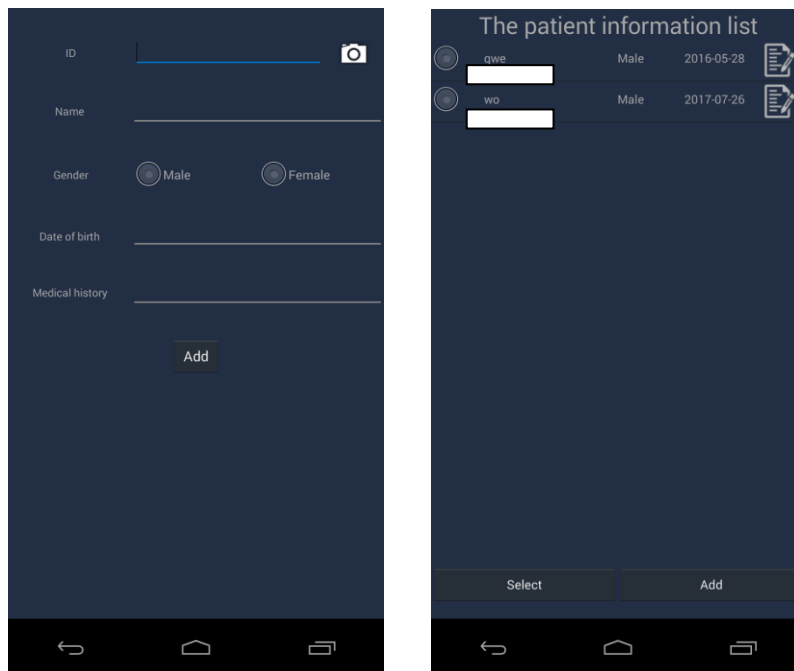 ID
Name
Gender Male Female
Date of birth
Medical history
Add
The patient information list
qwe Male 2016-05-28
wo Male 2017-07-26
Select Add